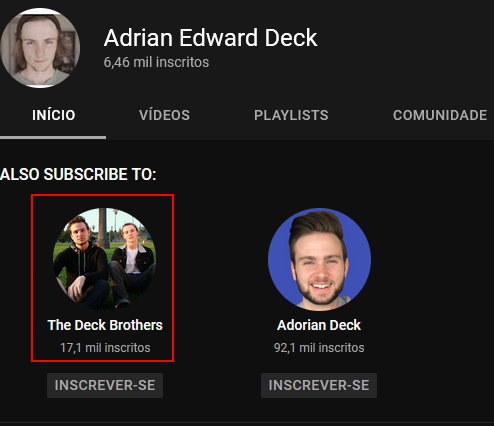 Adrian Edward Deck
6,46 mil inscritos
INÍCIO VÍDEOS PLAYLISTS COMUNIDADE
ALSO SUBSCRIBE TO:
The Deck Brothers
17,1 mil inscritos
INSCREVER-SE
Adorian Deck
92,1 mil inscritos
INSCREVER-SE